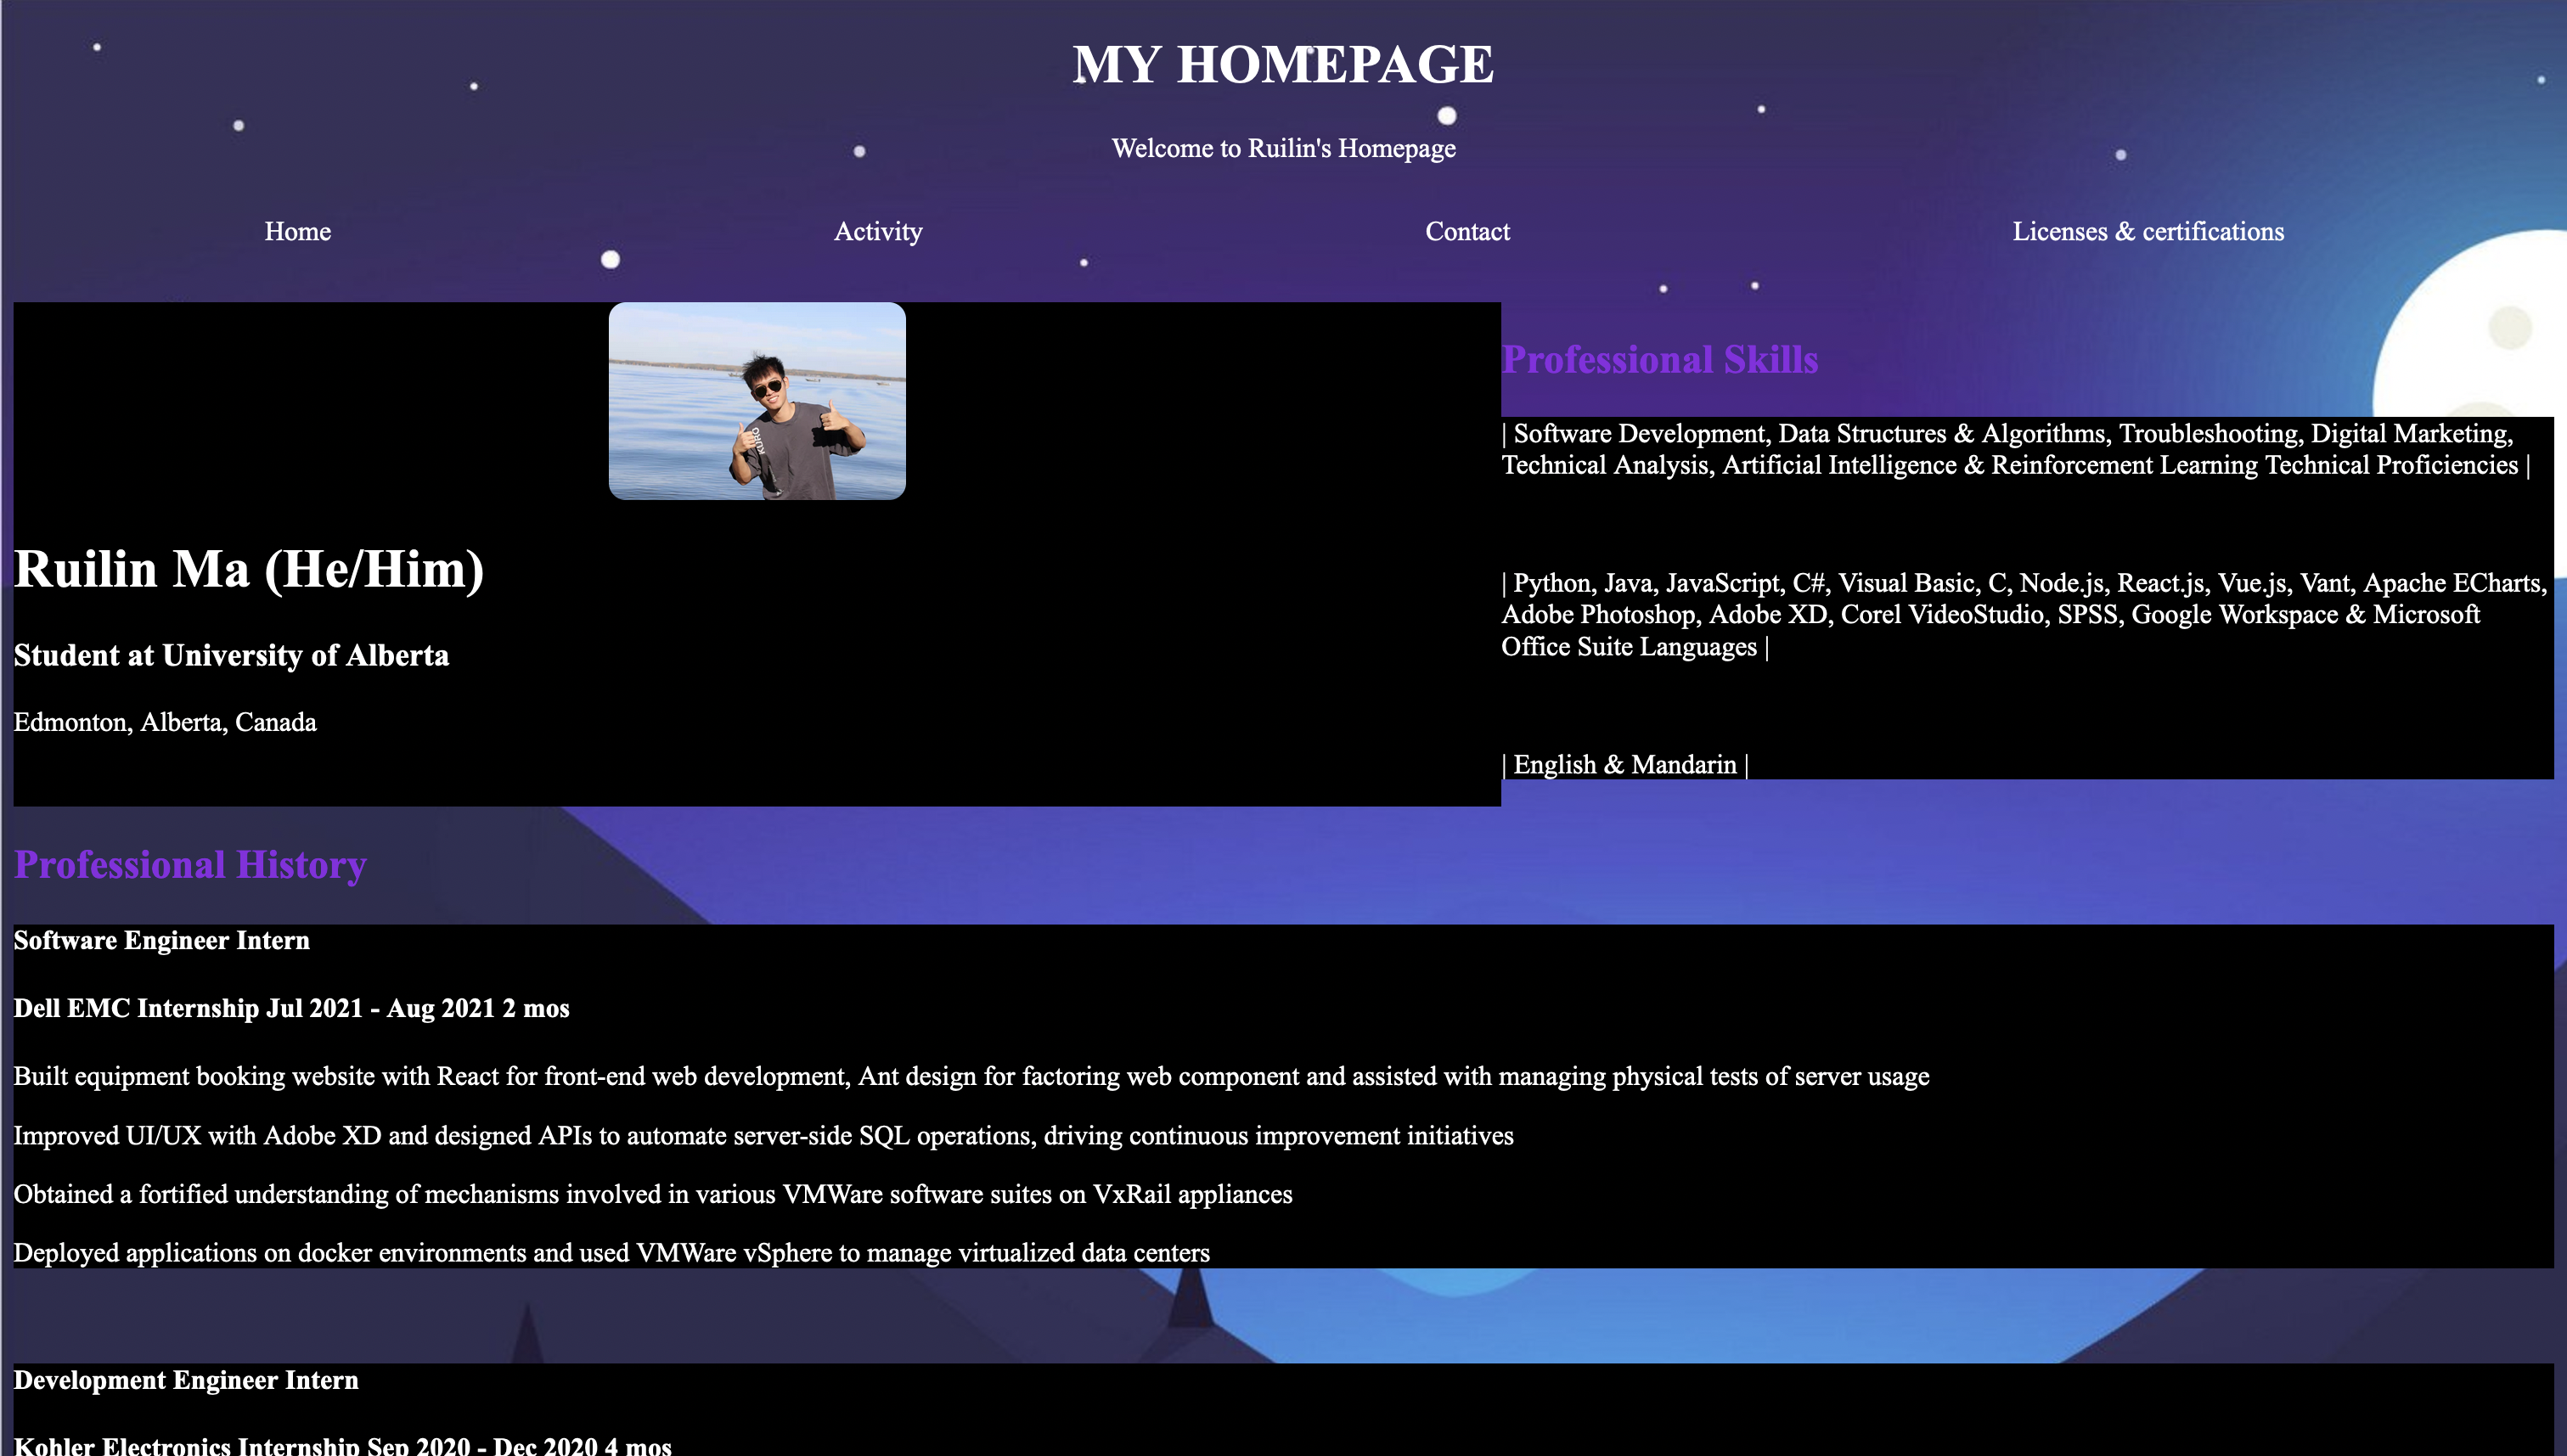 MY HOMEPAGE
Welcome to Ruilin's Homepage
Home
Activity
Contact
Licenses & certifications
KURO
Ruilin Ma (He/Him)
Student at University of Alberta
Edmonton, Alberta, Canada
Professional Skills
| Software Development, Data Structures & Algorithms, Troubleshooting, Digital Marketing,
Technical Analysis, Artificial Intelligence & Reinforcement Learning Technical Proficiencies |
| Python, Java, JavaScript, C#, Visual Basic, C, Node.js, React.js, Vue.js, Vant, Apache ECharts,
Adobe Photoshop, Adobe XD, Corel VideoStudio, SPSS, Google Workspace & Microsoft
Office Suite Languages |
| English & Mandarin |
Professional History
Software Engineer Intern
Dell EMC Internship Jul 2021 - Aug 2021 2 mos
Built equipment booking website with React for front-end web development, Ant design for factoring web component and assisted with managing physical tests of server usage
Improved UI/UX with Adobe XD and designed APIs to automate server-side SQL operations, driving continuous improvement initiatives
Obtained a fortified understanding of mechanisms involved in various VMWare software suites on VxRail appliances
Deployed applications on docker environments and used VMWare vSphere to manage virtualized data centers
Development Engineer Intern
Kohler Electronics Internship Sep 2020 - Dec 2020 4 mos